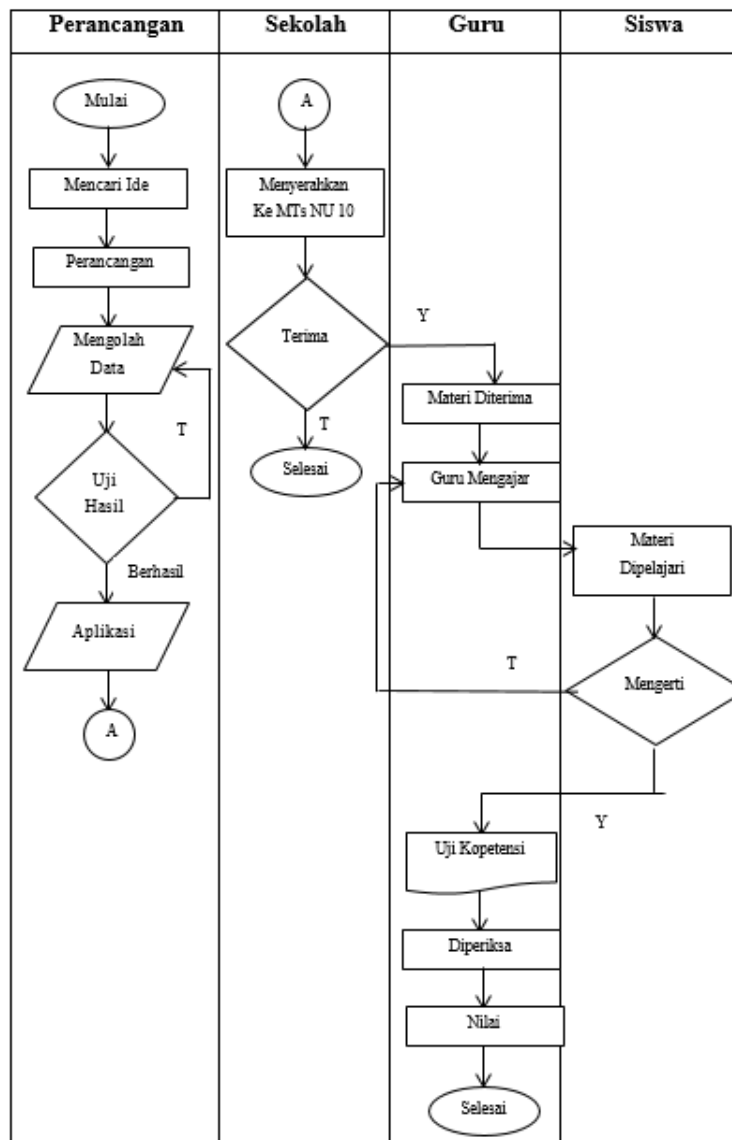 Perancangan
Sekolah
Guru
Siswa
Mulai
Mencari Ide
Perancangan
Mengolah
Data
T
Uji
Hasil
Berhasil
Aplikasi
A
A
Menyerahkan
Ke MTs NU 10
Terima
Y
T
Selesai
Materi Diterima
Guru Mengajar
Materi
Dipelajari
T
Mengerti
Y
Uji Kopetensi
Diperiksa
Nilai
Selesai